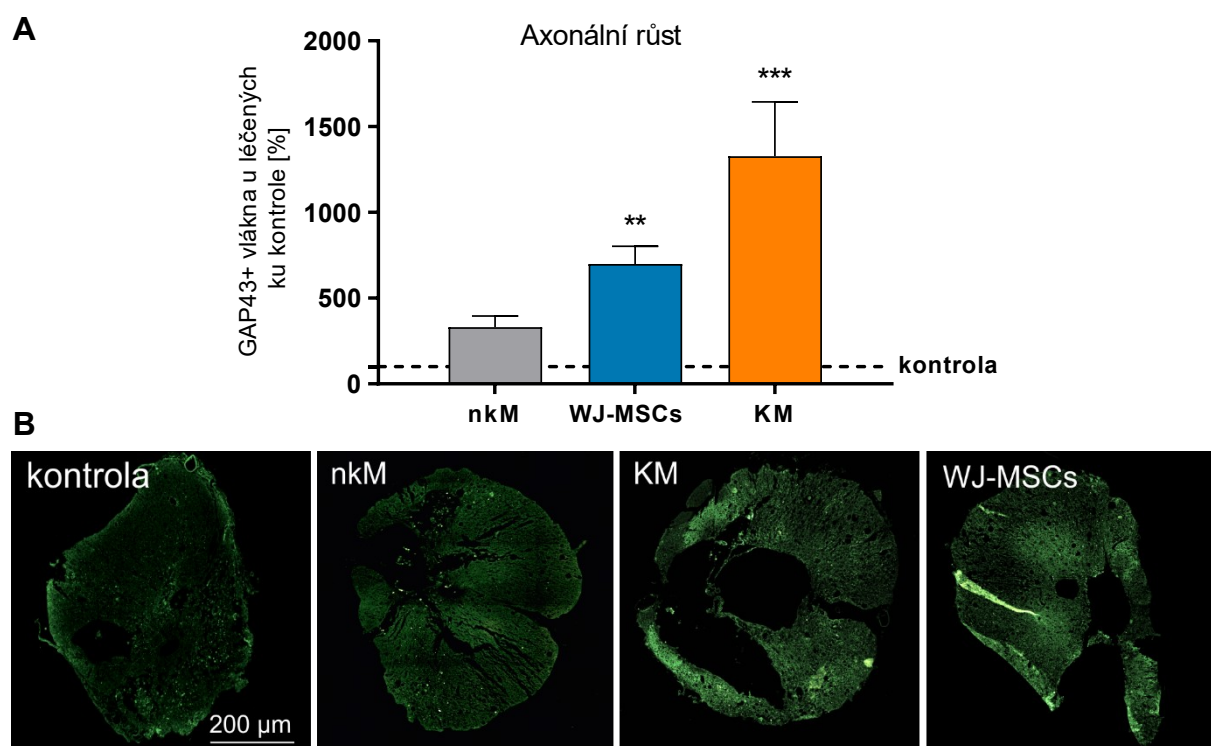 A
Axonální růst
GAP43+ vlákna u léčených
ku kontrole [%]
2000
1500
1000
500
0
**
***
kontrola
nkM
WJ-MSCs
KM
B
kontrola
nkM
KM
WJ-MSCs
200 µm